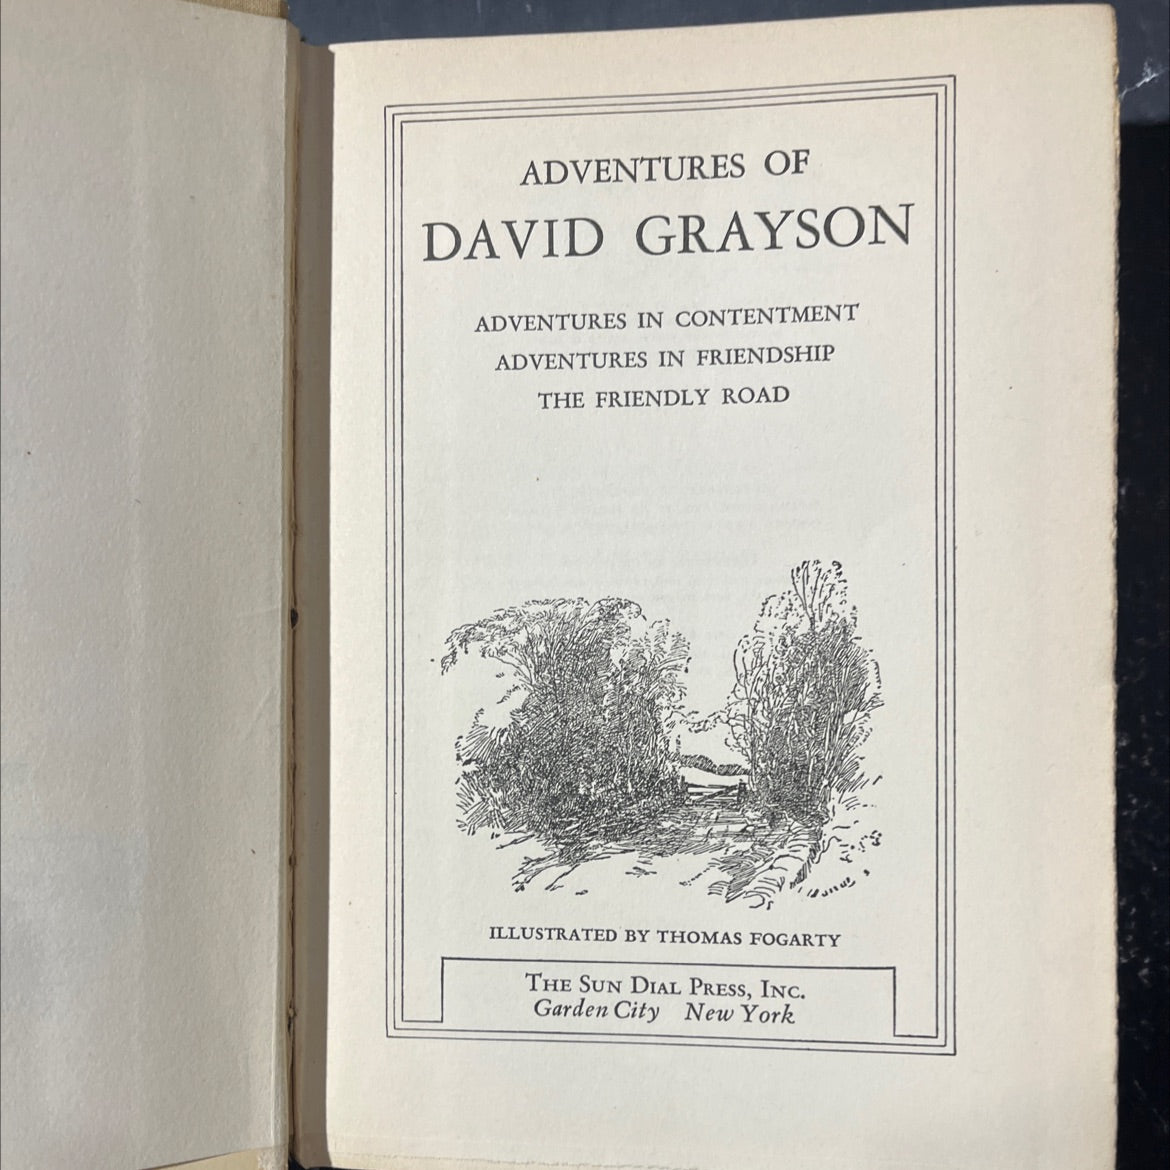 ADVENTURES OF
DAVID GRAYSON
ADVENTURES IN CONTENTMENT
ADVENTURES IN FRIENDSHIP
THE FRIENDLY ROAD
ILLUSTRATED BY THOMAS FOGARTY
THE SUN DIAL PRESS, INC.
Garden City New York